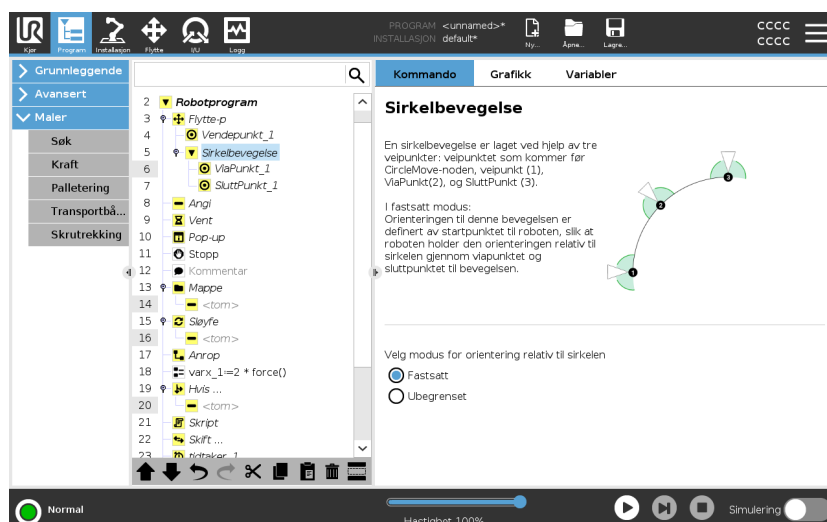 UR
Kjør
Program
Installasjon
Flytte
I/U
Logg
PROGRAM <unnamed>*
INSTALLASJON default*
Ny...
Åpne...
Lagre...
CCCC
CCCC
Grunnleggende
Avansert
Maler
Søk
Kraft
Palletering
Transportbå...
Skrutrekking
2 Robotprogram
3 Flytte-p
4 Vendepunkt_1
5 Sirkelbevegelse
6 ViaPunkt_1
7 SluttPunkt_1
8 Angi
9 Vent
10 Pop-up
11 Stopp
12 Kommentar
13 Mappe
14 <tom>
15 Sløyfe
16 <tom>
17 Anrop
18 varx_1:=2 * force()
19 Hvis ...
20 <tom>
21 Skript
22 Skift ...
23 tidtaker_1
Kommando
Grafikk
Variabler
Sirkelbevegelse
En sirkelbevegelse er laget ved hjelp av tre
veipunkter: veipunktet som kommer før
CircleMove-noden, veipunkt (1),
ViaPunkt(2), og SluttPunkt (3).
I fastsatt modus:
Orienteringen til denne bevegelsen er
definert av startpunktet til roboten, slik at
roboten holder den orienteringen relativ til
sirkelen gjennom viapunktet og
sluttpunktet til bevegelsen.
1
2
3
Velg modus for orientering relativ til sirkelen
Fastsatt
Ubegrenset
Normal
Hastighet 100%
Simulering